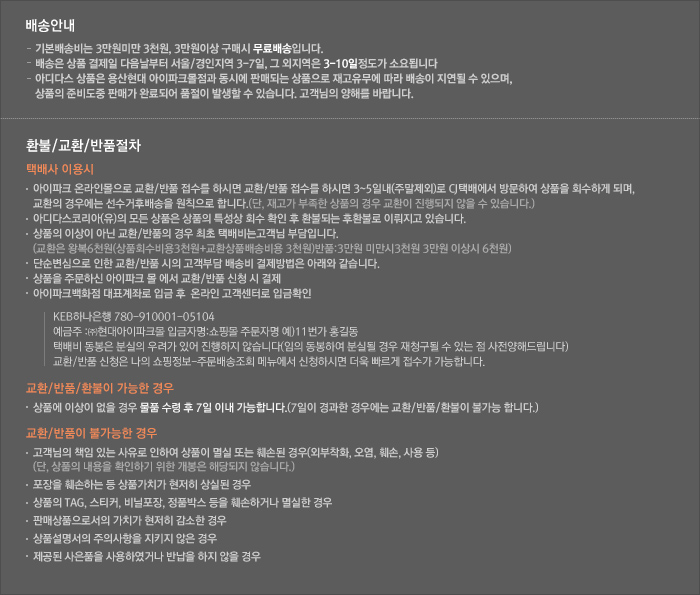 배송안내
- 기본배송비는 3만원미만 3천원, 3만원이상 구매시 무료배송입니다.
- 배송은 상품 결제일 다음날부터 서울/경인지역 3-7일, 그 외지역은 3-10일정도가 소요됩니다
- 아디다스 상품은 용산현대 아이파크몰점과 동시에 판매되는 상품으로 재고유무에 따라 배송이 지연될 수 있으며,
상품의 준비도중 판매가 완료되어 품절이 발생할 수 있습니다. 고객님의 양해를 바랍니다.
환불/교환/반품절차
택배사 이용시
· 아이파크 온라인몰으로 교환/반품 접수를 하시면 교환/반품 접수를 하시면 3~5일내(주말제외)로 CJ택배에서 방문하여 상품을 회수하게 되며,
교환의 경우에는 선수거후배송을 원칙으로 합니다.(단, 재고가 부족한 상품의 경우 교환이 진행되지 않을 수 있습니다.)
· 아디다스코리아(유)의 모든 상품은 상품의 특성상 회수 확인 후 환불되는 후환불로 이뤄지고 있습니다.
· 상품의 이상이 아닌 교환/반품의 경우 최초 택배비는고객님 부담입니다.
(교환은 왕복6천원(상품회수비용3천원+교환상품배송비용 3천원)반품:3만원 미만시3천원 3만원 이상시 6천원)
· 단순변심으로 인한 교환/반품 시의 고객부담 배송비 결제방법은 아래와 같습니다.
· 상품을 주문하신 아이파크 몰 에서 교환/반품 신청 시 결제
· 아이파크백화점 대표계좌로 입금 후 온라인 고객센터로 입금확인
KEB하나은행 780-910001-05104
예금주 :㈜현대아이파크몰 입금자명:쇼핑몰 주문자명 예)11번가 홍길동
택배비 동봉은 분실의 우려가 있어 진행하지 않습니다(임의 동봉하여 분실될 경우 재청구될 수 있는 점 사전양해드립니다)
교환/반품 신청은 나의 쇼핑정보-주문배송조회 메뉴에서 신청하시면 더욱 빠르게 접수가 가능합니다.
교환/반품/환불이 가능한 경우
· 상품에 이상이 없을 경우 물품 수령 후 7일 이내 가능합니다.(7일이 경과한 경우에는 교환/반품/환불이 불가능 합니다.)
교환/반품이 불가능한 경우
· 고객님의 책임 있는 사유로 인하여 상품이 멸실 또는 훼손된 경우(외부착화, 오염, 훼손, 사용 등)
(단, 상품의 내용을 확인하기 위한 개봉은 해당되지 않습니다.)
· 포장을 훼손하는 등 상품가치가 현저히 상실된 경우
· 상품의 TAG, 스티커, 비닐포장, 정품박스 등을 훼손하거나 멸실한 경우
· 판매상품으로서의 가치가 현저히 감소한 경우
· 상품설명서의 주의사항을 지키지 않은 경우
· 제공된 사은품을 사용하였거나 반납을 하지 않을 경우